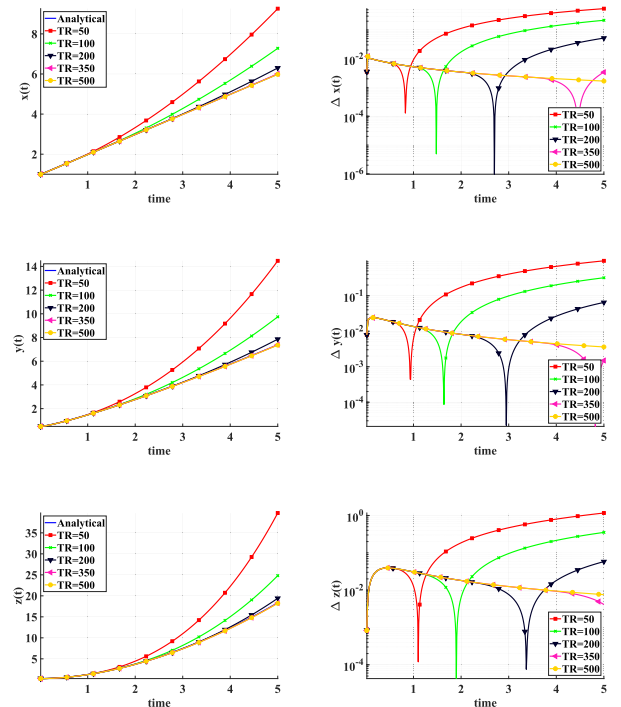 x(t)
8
6
4
2
1
2
3
4
5
time
Analytical
TR=50
TR=100
TR=200
TR=350
TR=500
Δ x(t)
10^-2
10^-4
10^-6
1
2
3
4
5
time
TR=50
TR=100
TR=200
TR=350
TR=500
y(t)
14
12
10
8
6
4
2
1
2
3
4
5
time
Analytical
TR=50
TR=100
TR=200
TR=350
TR=500
Δ y(t)
10^-1
10^-2
10^-3
10^-4
1
2
3
4
5
time
TR=50
TR=100
TR=200
TR=350
TR=500
z(t)
35
30
25
20
15
10
5
1
2
3
4
5
time
Analytical
TR=50
TR=100
TR=200
TR=350
TR=500
Δ z(t)
10^0
10^-2
10^-4
1
2
3
4
5
time
TR=50
TR=100
TR=200
TR=350
TR=500